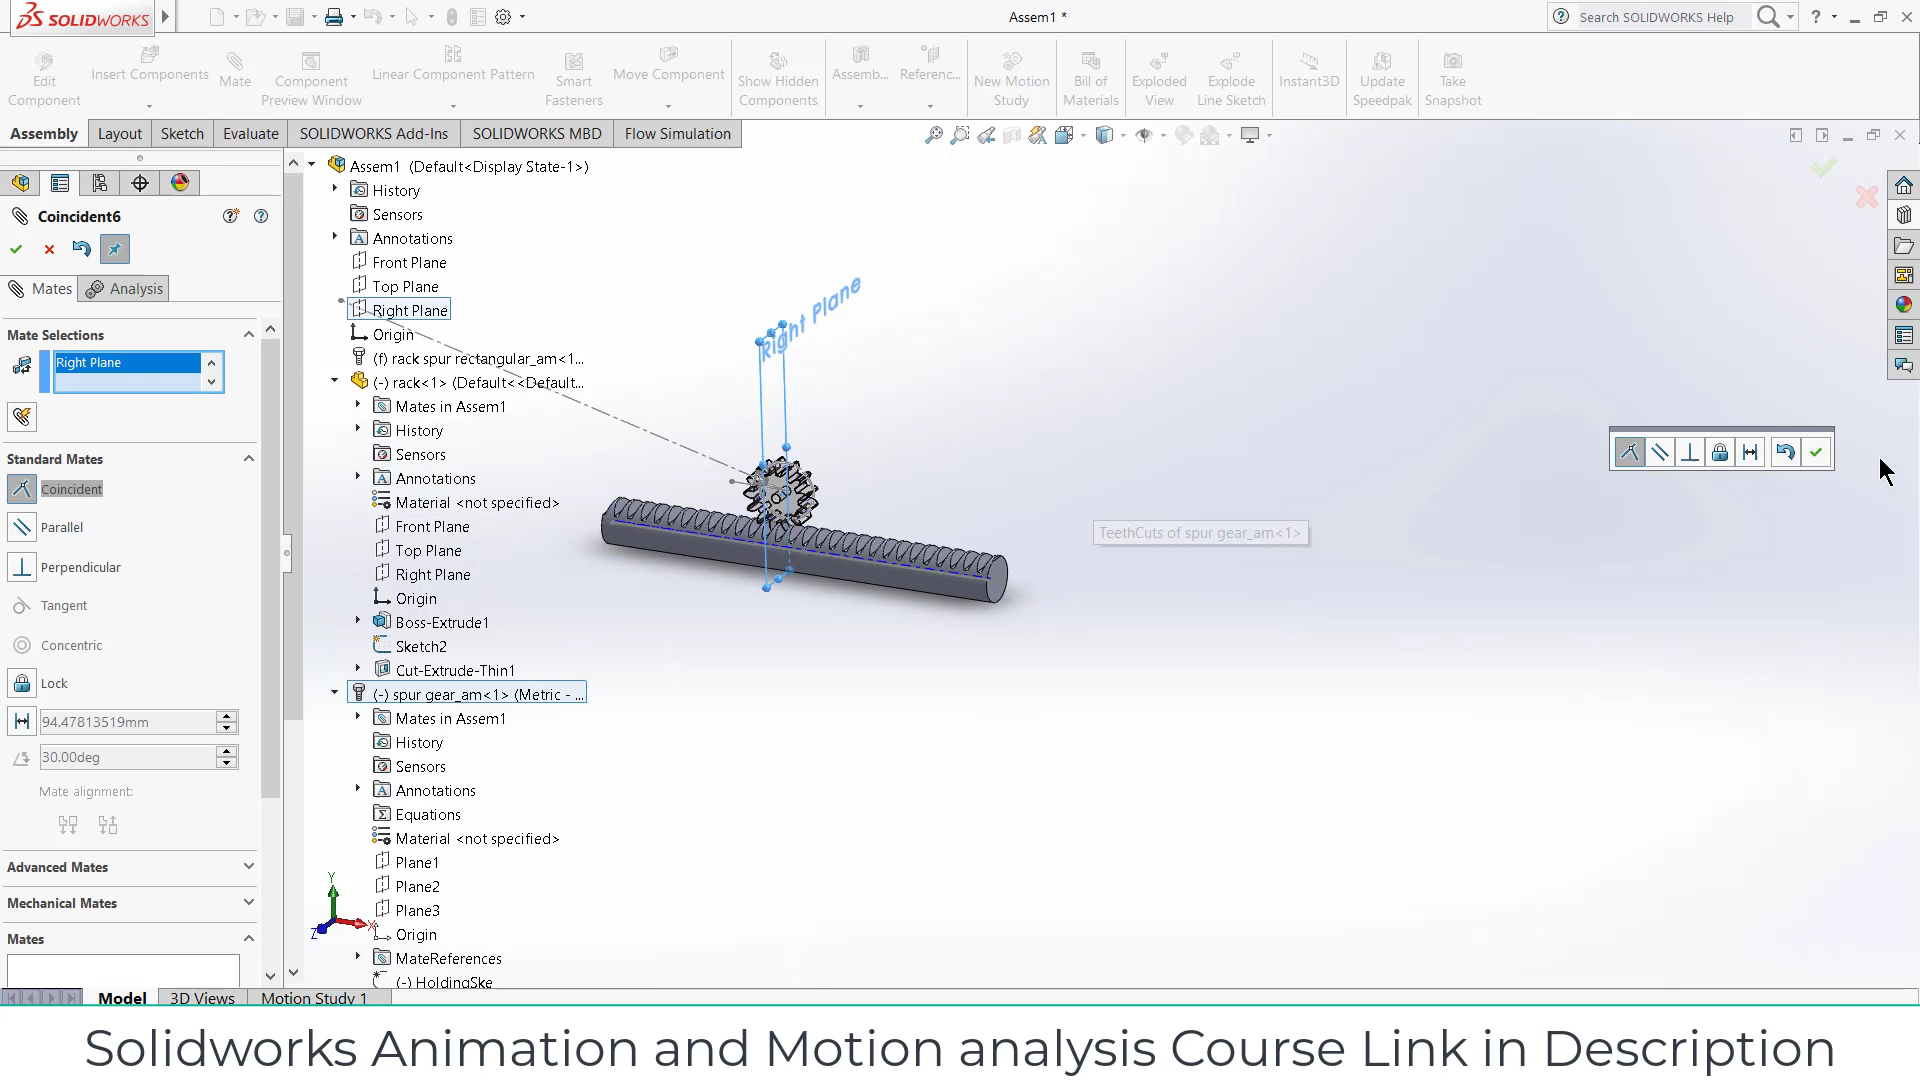 SOLIDWORKS
Assem1 *
Search SOLIDWORKS Help
Edit Component
Insert Components
Mate
Component Preview Window
Linear Component Pattern
Smart Fasteners
Move Component
Show Hidden Components
Assemb...
Referenc...
New Motion Study
Bill of Materials
Exploded View
Explode Line Sketch
Instant3D
Update Speedpak
Take Snapshot
Assembly
Layout
Sketch
Evaluate
SOLIDWORKS Add-Ins
SOLIDWORKS MBD
Flow Simulation
Coincident6
Mates
Analysis
Mate Selections
Right Plane
Standard Mates
Coincident
Parallel
Perpendicular
Tangent
Concentric
Lock
94.47813519mm
30.00deg
Mate alignment:
Advanced Mates
Mechanical Mates
Mates
Assem1 (Default<Display State-1>)
History
Sensors
Annotations
Front Plane
Top Plane
Right Plane
Origin
(f) rack spur rectangular_am<1...
(-) rack<1> (Default<<Default...
Mates in Assem1
History
Sensors
Annotations
Material <not specified>
Front Plane
Top Plane
Right Plane
Origin
Boss-Extrude1
Sketch2
Cut-Extrude-Thin1
(-) spur gear_am<1> (Metric - ...
Mates in Assem1
History
Sensors
Annotations
Equations
Material <not specified>
Plane1
Plane2
Plane3
Origin
MateReferences
(-) HoldingSke
Right Plane
TeethCuts of spur gear_am<1>
Y
X
Z
Model
3D Views
Motion Study 1
Solidworks Animation and Motion analysis Course Link in Description